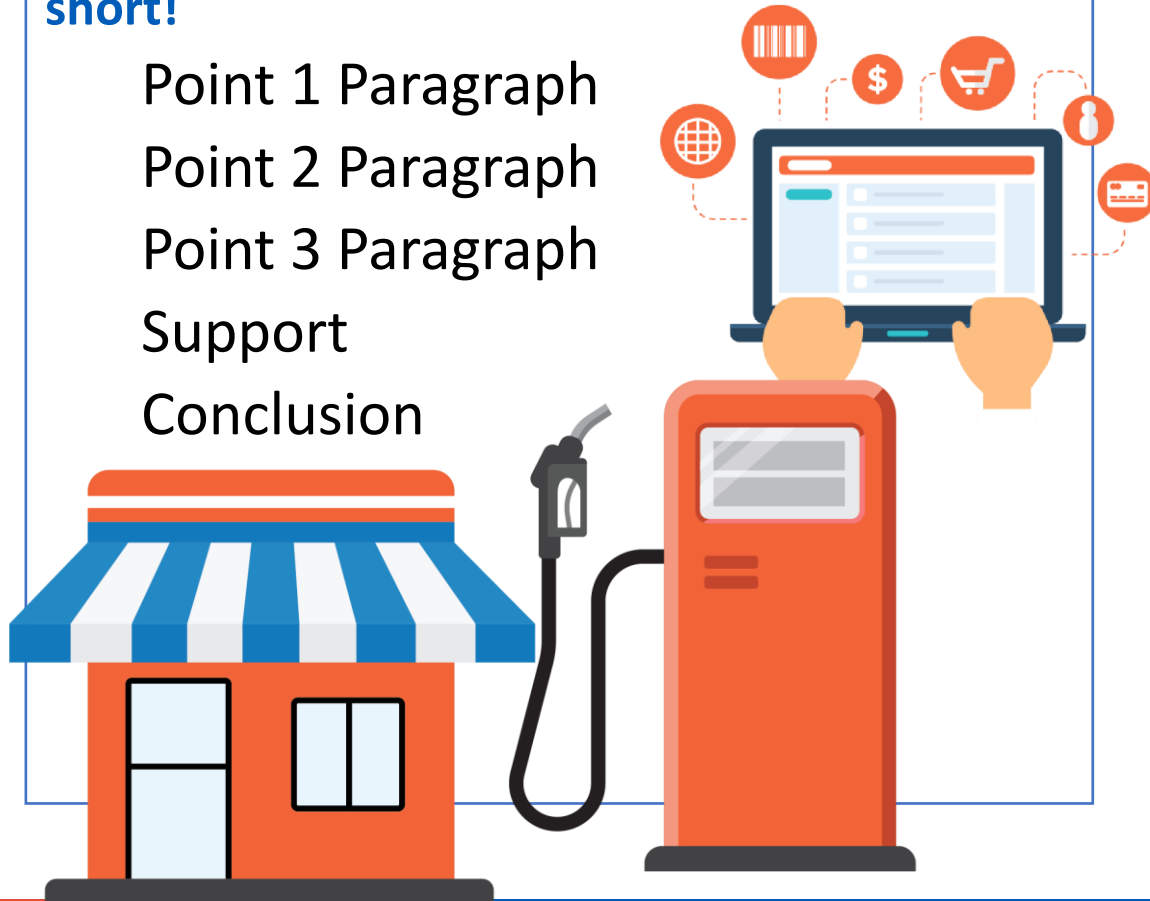 short!
Point 1 Paragraph
Point 2 Paragraph
Point 3 Paragraph
Support
Conclusion
$